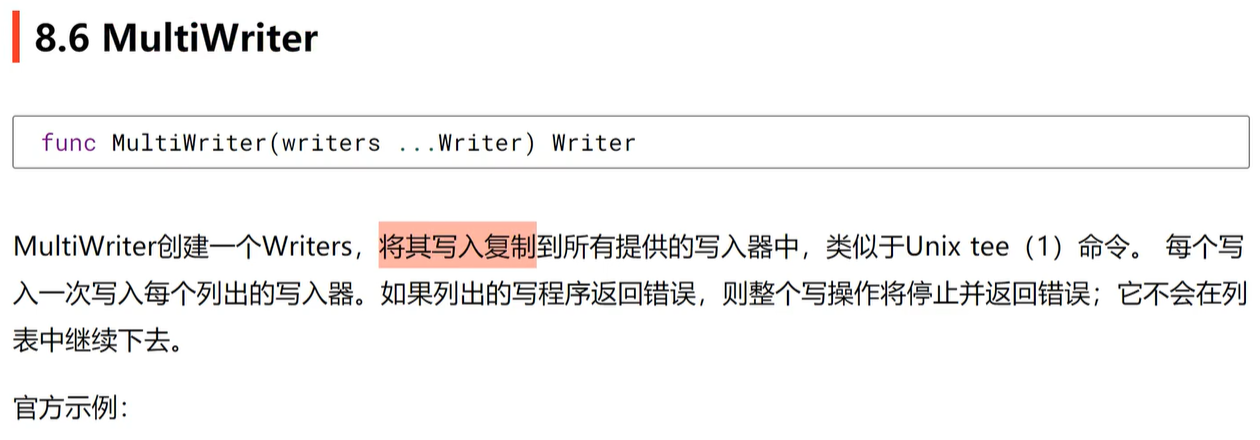 8.6 MultiWriter
func MultiWriter(writers ...Writer) Writer
MultiWriter创建一个Writers，将其写入复制到所有提供的写入器中，类似于Unix tee（1）命令。 每个写
入一次写入每个列出的写入器。如果列出的写程序返回错误，则整个写操作将停止并返回错误；它不会在列
表中继续下去。
官方示例：